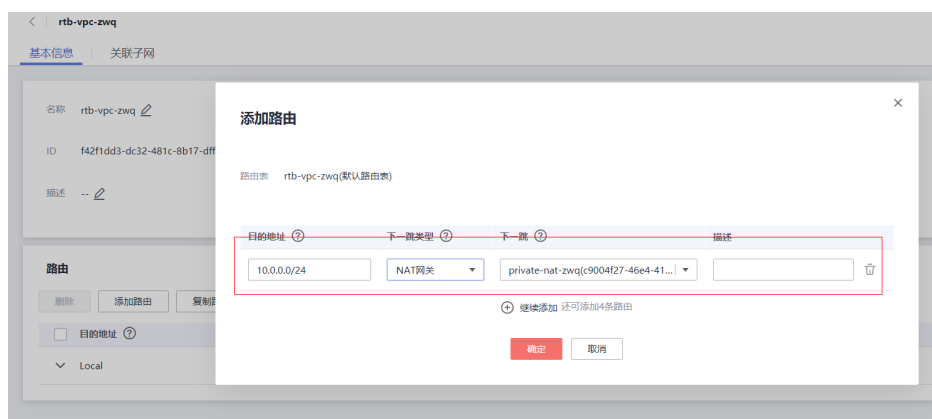 rtb-vpc-zwq
基本信息 关联子网
名称 rtb-vpc-zwq
ID f42f1dd3-dc32-481c-8b17-dff
描述 --
添加路由
路由表 rtb-vpc-zwq(默认路由表)
目的地址 下一跳类型 下一跳 描述
10.0.0.0/24 NAT网关 private-nat-zwq(c9004f27-46e4-41...
继续添加 还可添加4条路由
确定 取消
路由
删除 添加路由 复制
目的地址
Local